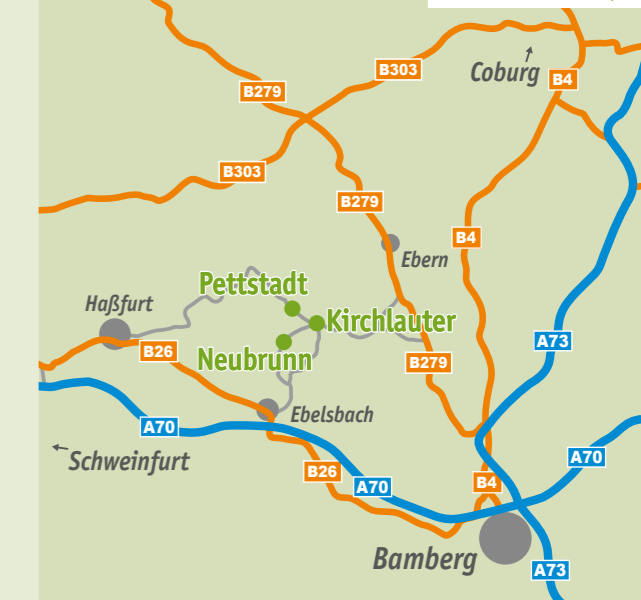 B303
Coburg
B4
B279
B303
B279
B4
Ebern
Pettstadt
Haßfurt
Kirchlauter
A73
B26
Neubrunn
B279
Ebelsbach
A70
Schweinfurt
A70
B26
A70
B4
Bamberg
A73